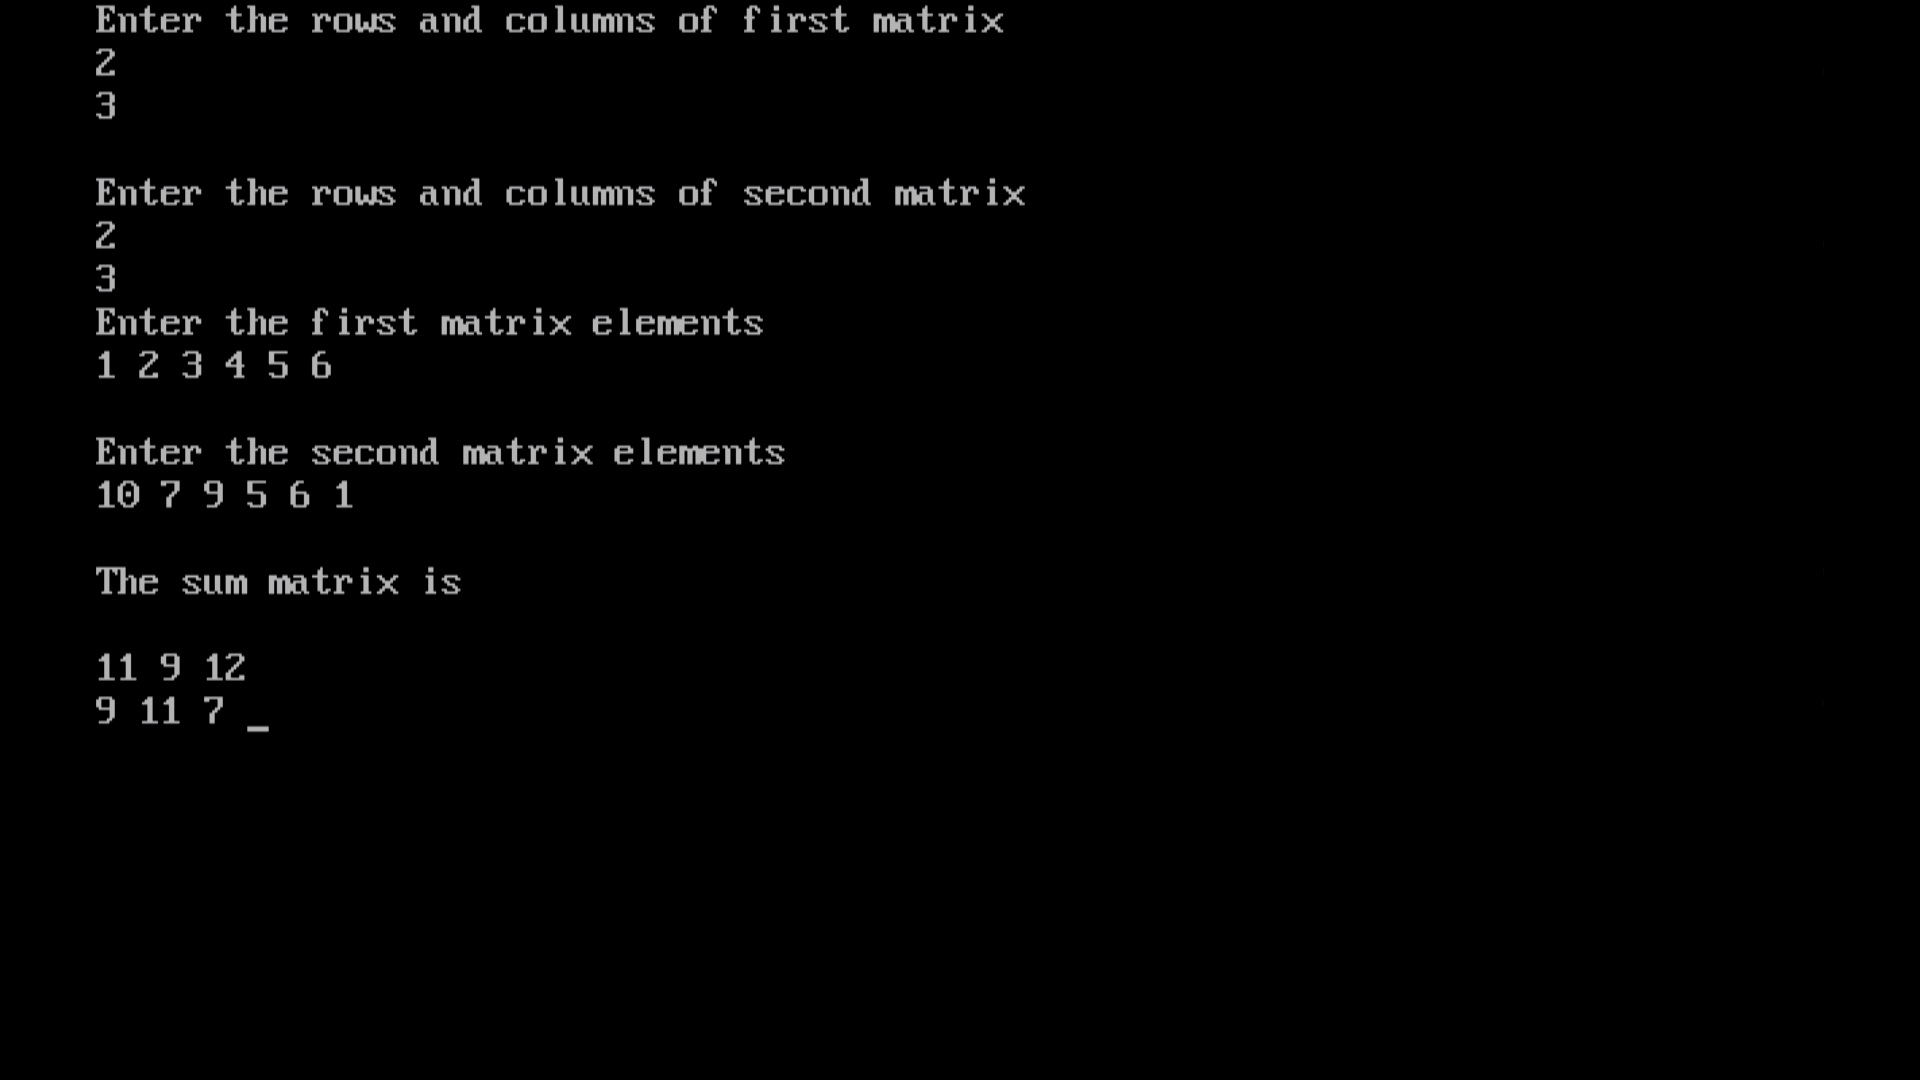 Enter the rows and columns of first matrix
2
3
Enter the rows and columns of second matrix
2
3
Enter the first matrix elements
1 2 3 4 5 6
Enter the second matrix elements
10 7 9 5 6 1
The sum matrix is
11 9 12
9 11 7 _